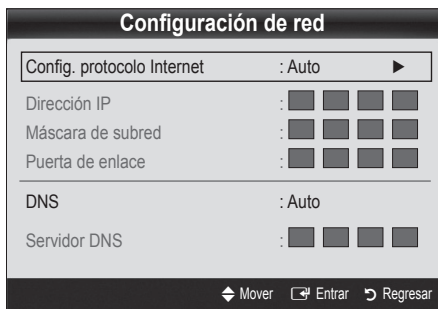 Configuración de red
Config. protocolo Internet : Auto ►
Dirección IP :
Máscara de subred :
Puerta de enlace :
DNS : Auto
Servidor DNS :
Mover Entrar Regresar